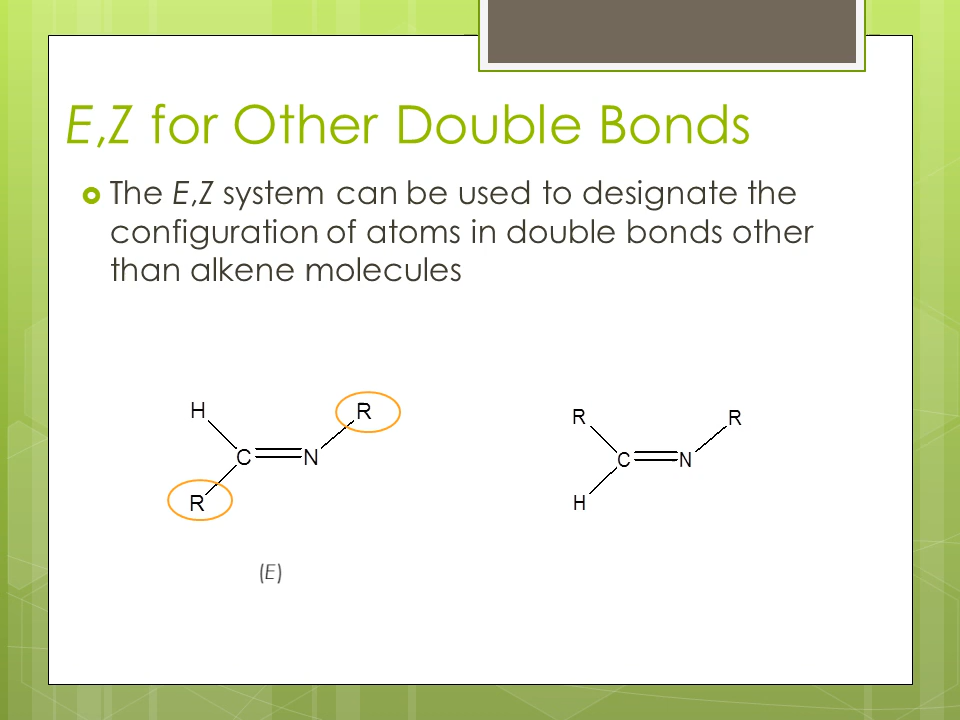 E,Z for Other Double Bonds
The E,Z system can be used to designate the
configuration of atoms in double bonds other
than alkene molecules
H R
C N
R
(E)
R R
C N
H